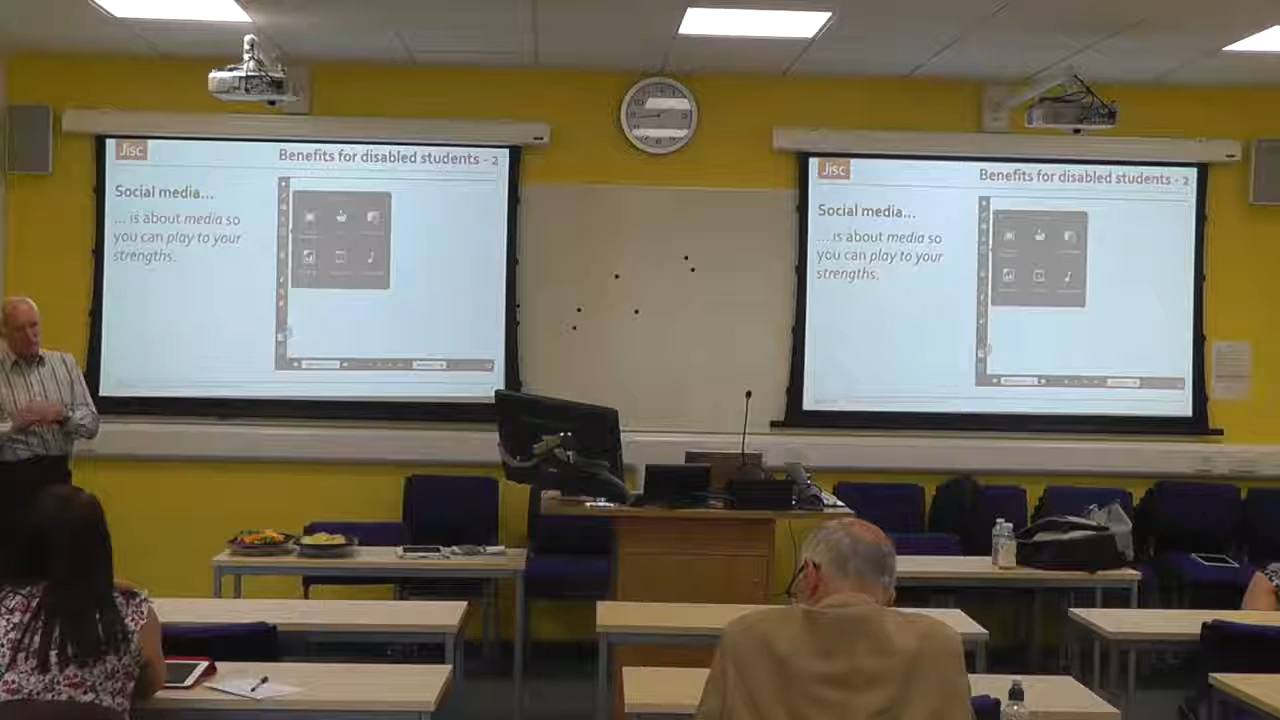 Jisc
Benefits for disabled students - 2
Social media...
... is about media so
you can play to your
strengths.
Jisc
Benefits for disabled students - 2
Social media...
... is about media so
you can play to your
strengths.